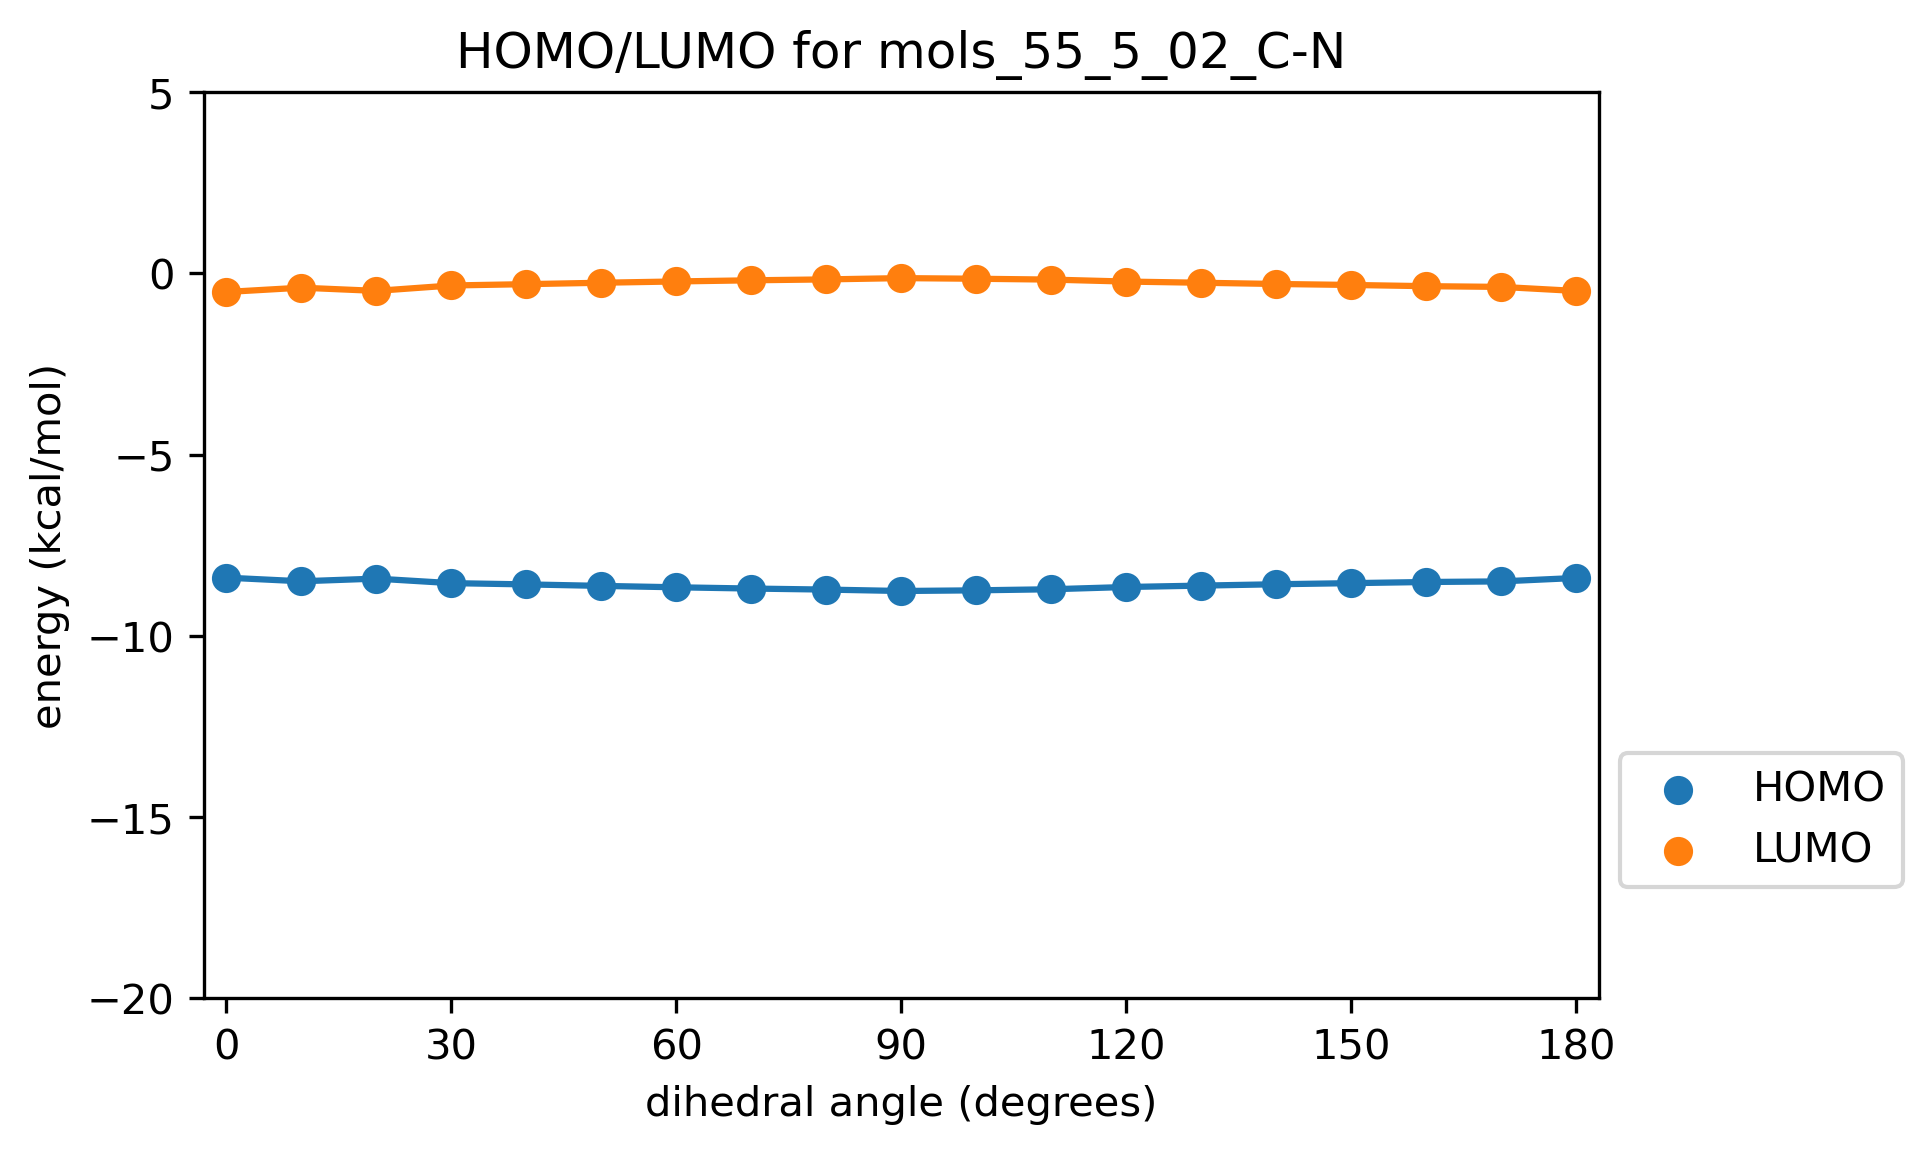 HOMO/LUMO for mols_55_5_02_C-N
5
0
−5
−10
−15
−20
energy (kcal/mol)
0 30 60 90 120 150 180
dihedral angle (degrees)
HOMO
LUMO